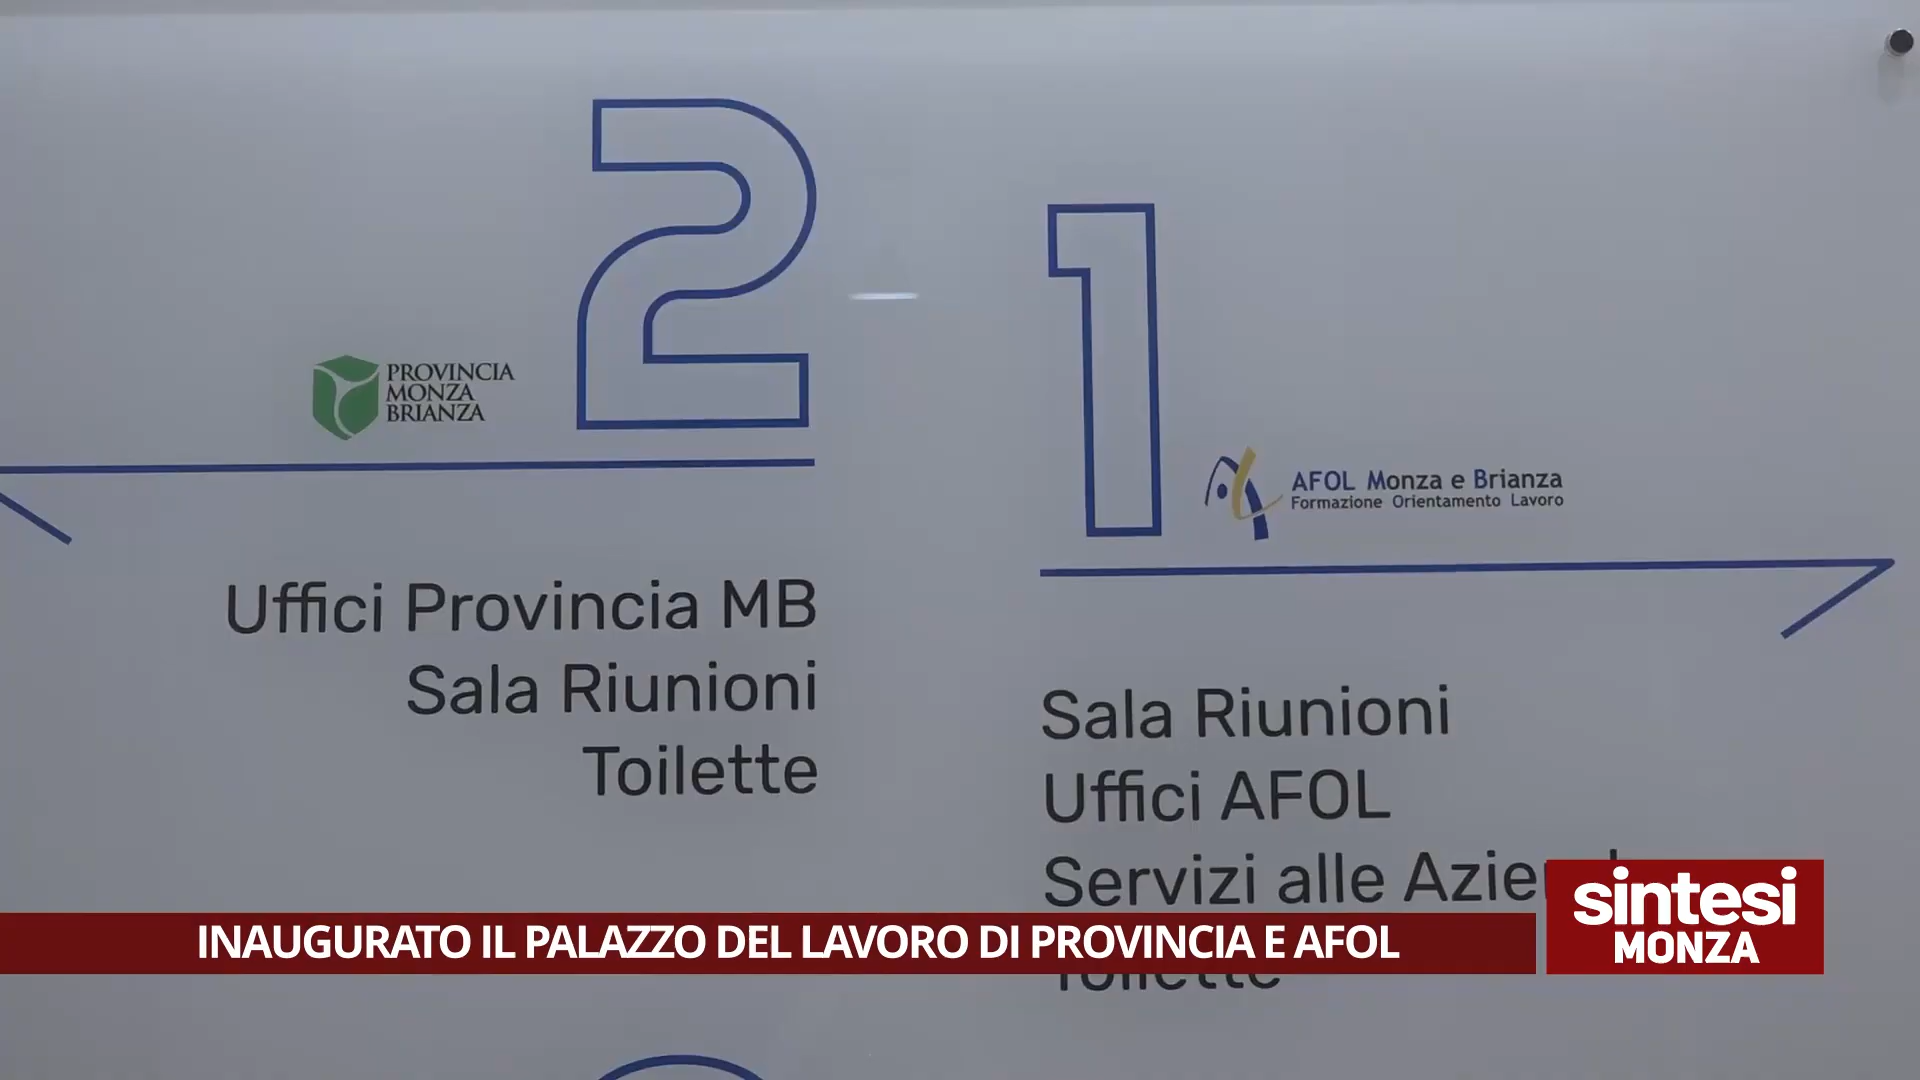 2
PROVINCIA
MONZA
BRIANZA
Uffici Provincia MB
Sala Riunioni
Toilette
1
AFOL Monza e Brianza
Formazione Orientamento Lavoro
Sala Riunioni
Uffici AFOL
Servizi alle
Toilette
INAUGURATO IL PALAZZO DEL LAVORO DI PROVINCIA E AFOL
sintesi
MONZA